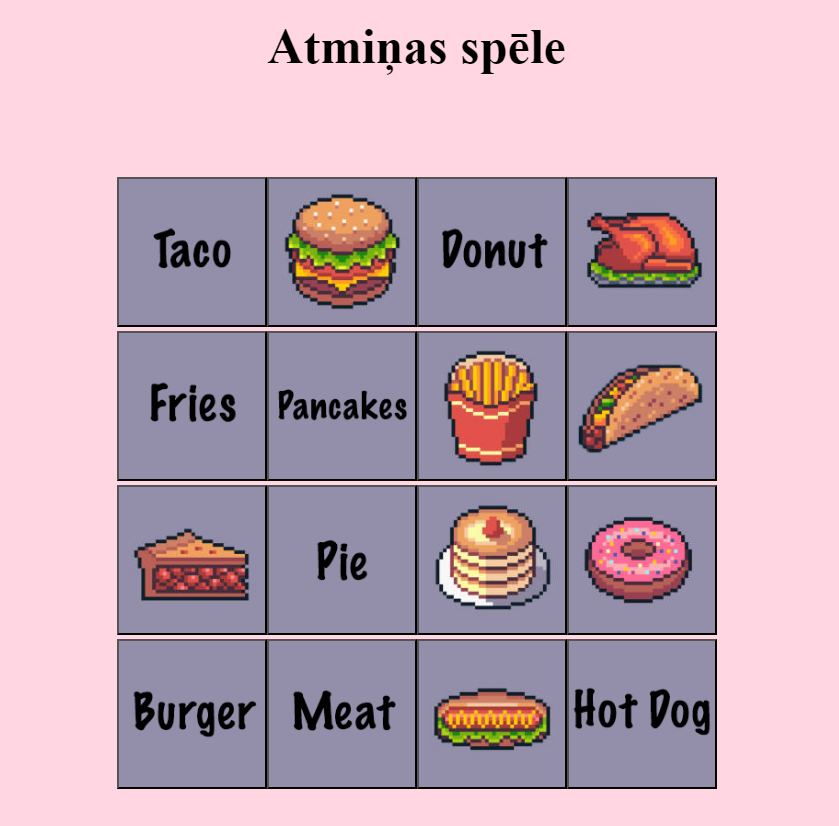 Atmiņas spēle
Taco
Donut
Fries
Pancakes
Pie
Burger
Meat
Hot Dog